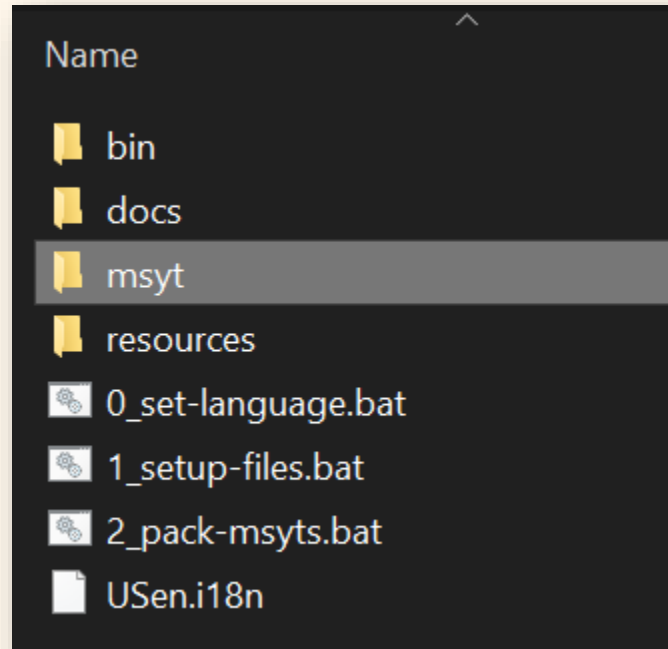 Name
bin
docs
msyt
resources
0_set-language.bat
1_setup-files.bat
2_pack-msyts.bat
USen.i18n